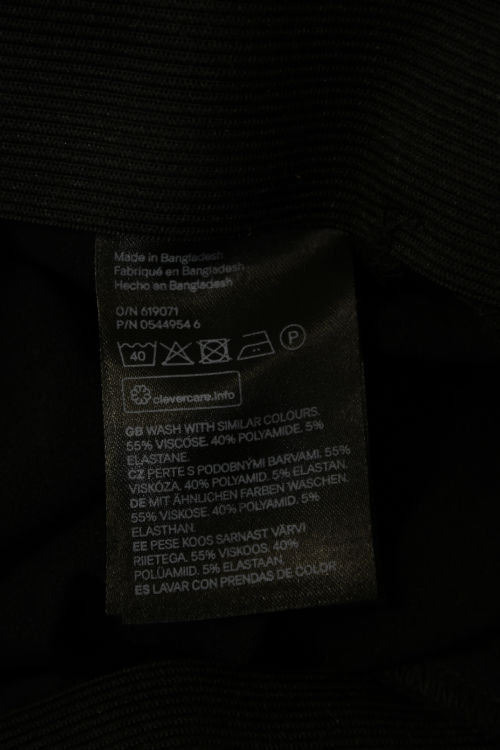 Made in Bangladesh
Fabriqué en Bangladesh
Hecho en Bangladesh
O/N 619071
P/N 0544954 6
40 P
clevercare.info
GB WASH WITH SIMILAR COLOURS.
55% VISCOSE. 40% POLYAMIDE. 5%
ELASTANE.
CZ PERTE S PODOBNÝMI BARVAMI. 55%
VISKÓZA. 40% POLYAMID. 5% ELASTAN.
DE MIT ÄHNLICHEN FARBEN WASCHEN.
55% VISKOSE. 40% POLYAMID. 5%
ELASTHAN.
EE PESE KOOS SARNAST VÄRVI
RIIETEGA. 55% VISKOOS. 40%
POLÜAMIID. 5% ELASTAAN.
ES LAVAR CON PRENDAS DE COLOR